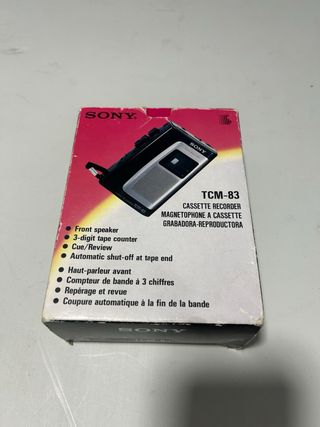 SONY
SONY
TCM-83
CASSETTE RECORDER
MAGNETOPHONE A CASSETTE
GRABADORA-REPRODUCTORA
● Front speaker
● 3-digit tape counter
● Cue/Review
● Automatic shut-off at tape end
● Haut-parleur avant
● Compteur de bande à 3 chiffres
● Repérage et revue
● Coupure automatique à la fin de la bande
SONY